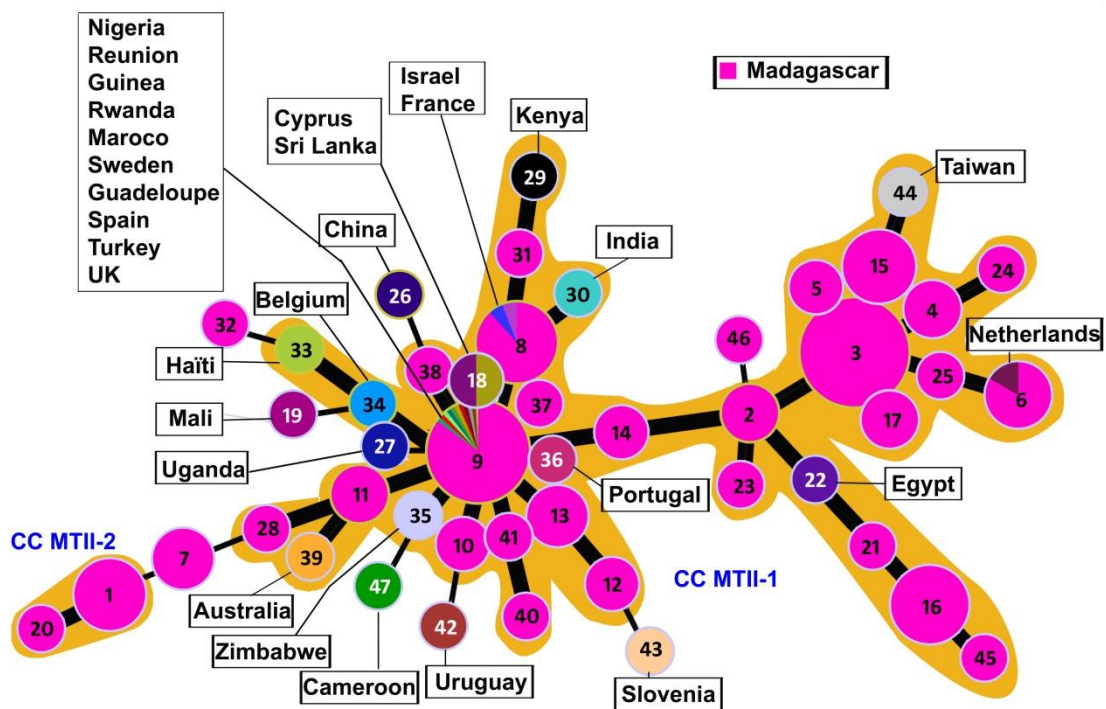 Nigeria
Reunion
Guinea
Rwanda
Maroco
Sweden
Guadeloupe
Spain
Turkey
UK
Cyprus
Sri Lanka
Israel
France
Madagascar
Kenya
Taiwan
29
44
China
India
31
15
24
5
26
30
4
Belgium
32
8
46
3
Netherlands
33
Haïti
38
18
25
6
34
37
2
17
Mali
19
14
27
9
36
Uganda
Portugal
23
22
Egypt
11
35
13
28
10
41
21
CC MTII-2
7
39
CC MTII-1
1
47
12
16
Australia
20
42
40
Zimbabwe
43
45
Cameroon
Uruguay
Slovenia